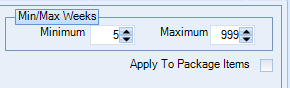 Min/Max Weeks
Minimum 5 Maximum 999
Apply To Package Items